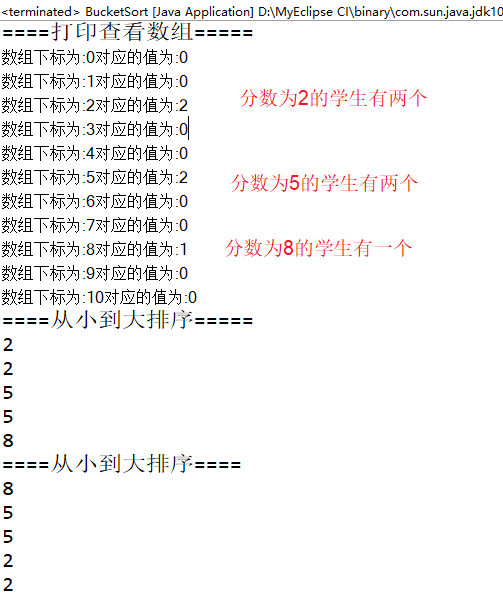 <terminated> BucketSort [Java Application] D:\MyEclipse CI\binary\com.sun.java.jdk10
====打印查看数组=====
数组下标为:0对应的值为:0
数组下标为:1对应的值为:0
数组下标为:2对应的值为:2
分数为2的学生有两个
数组下标为:3对应的值为:0
数组下标为:4对应的值为:0
数组下标为:5对应的值为:2
分数为5的学生有两个
数组下标为:6对应的值为:0
数组下标为:7对应的值为:0
数组下标为:8对应的值为:1
分数为8的学生有一个
数组下标为:9对应的值为:0
数组下标为:10对应的值为:0
====从小到大排序=====
2
2
5
5
8
====从小到大排序====
8
5
5
2
2